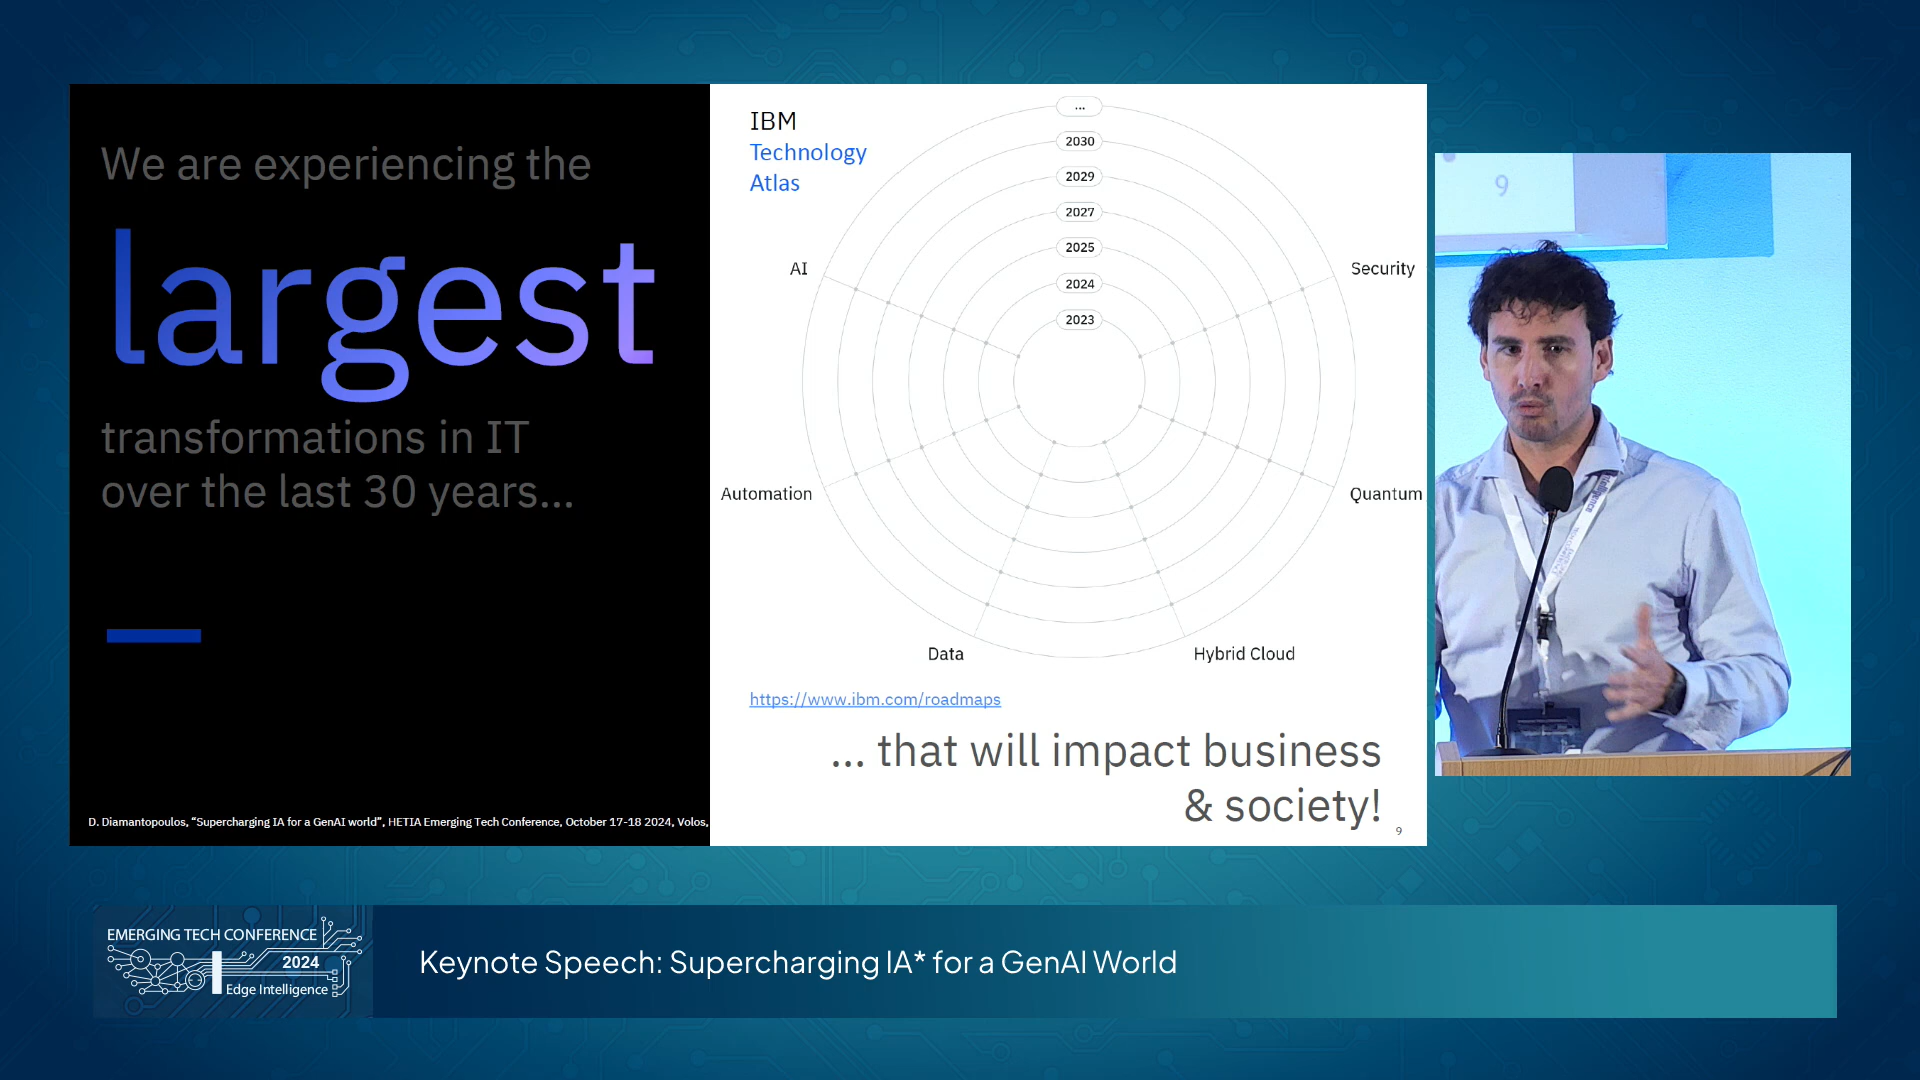 We are experiencing the
largest
transformations in IT
over the last 30 years...
D. Diamantopoulos, “Supercharging IA for a GenAI world”, HETIA Emerging Tech Conference, October 17-18 2024, Volos,
IBM
Technology
Atlas
...
2030
2029
2027
2025
2024
2023
AI
Security
Automation
Quantum
Data
Hybrid Cloud
https://www.ibm.com/roadmaps
... that will impact business
& society!
9
9
EMERGING TECH CONFERENCE
2024
Edge Intelligence
Keynote Speech: Supercharging IA* for a GenAI World